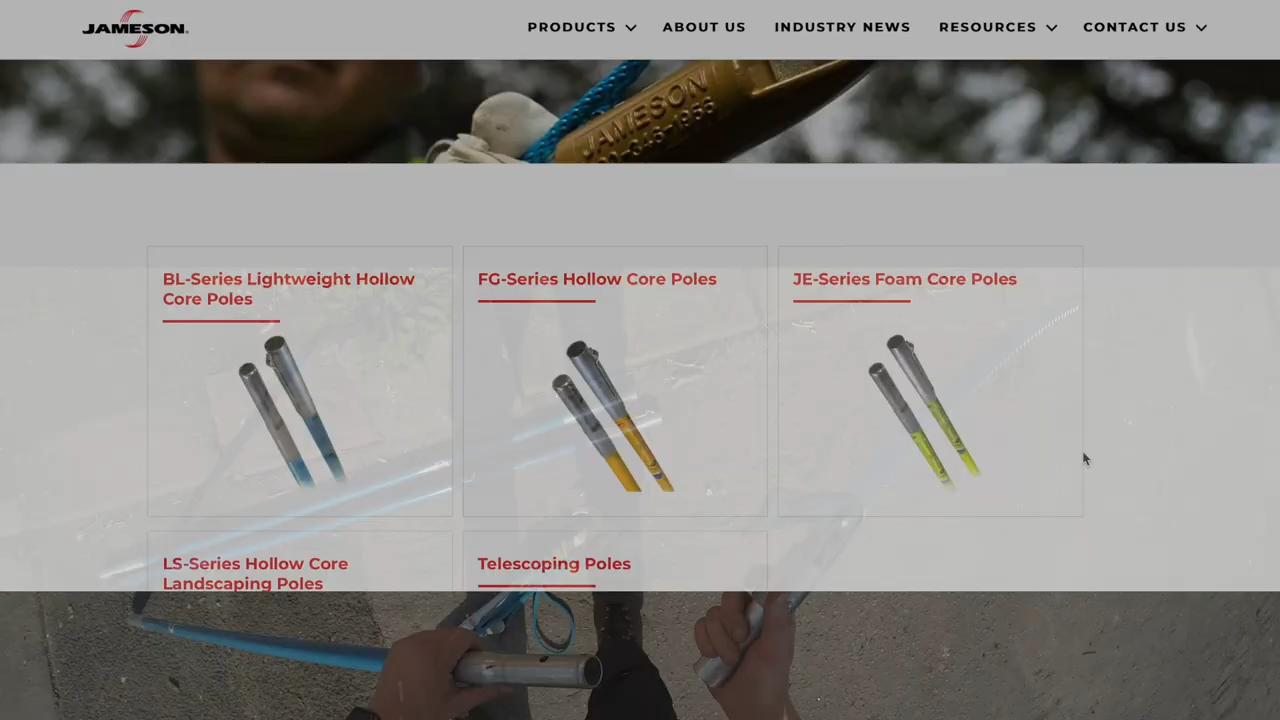 JAMESON
PRODUCTS
ABOUT US
INDUSTRY NEWS
RESOURCES
CONTACT US
JAMESON
BL-Series Lightweight Hollow
Core Poles
FG-Series Hollow Core Poles
JE-Series Foam Core Poles
LS-Series Hollow Core
Landscaping Poles
Telescoping Poles